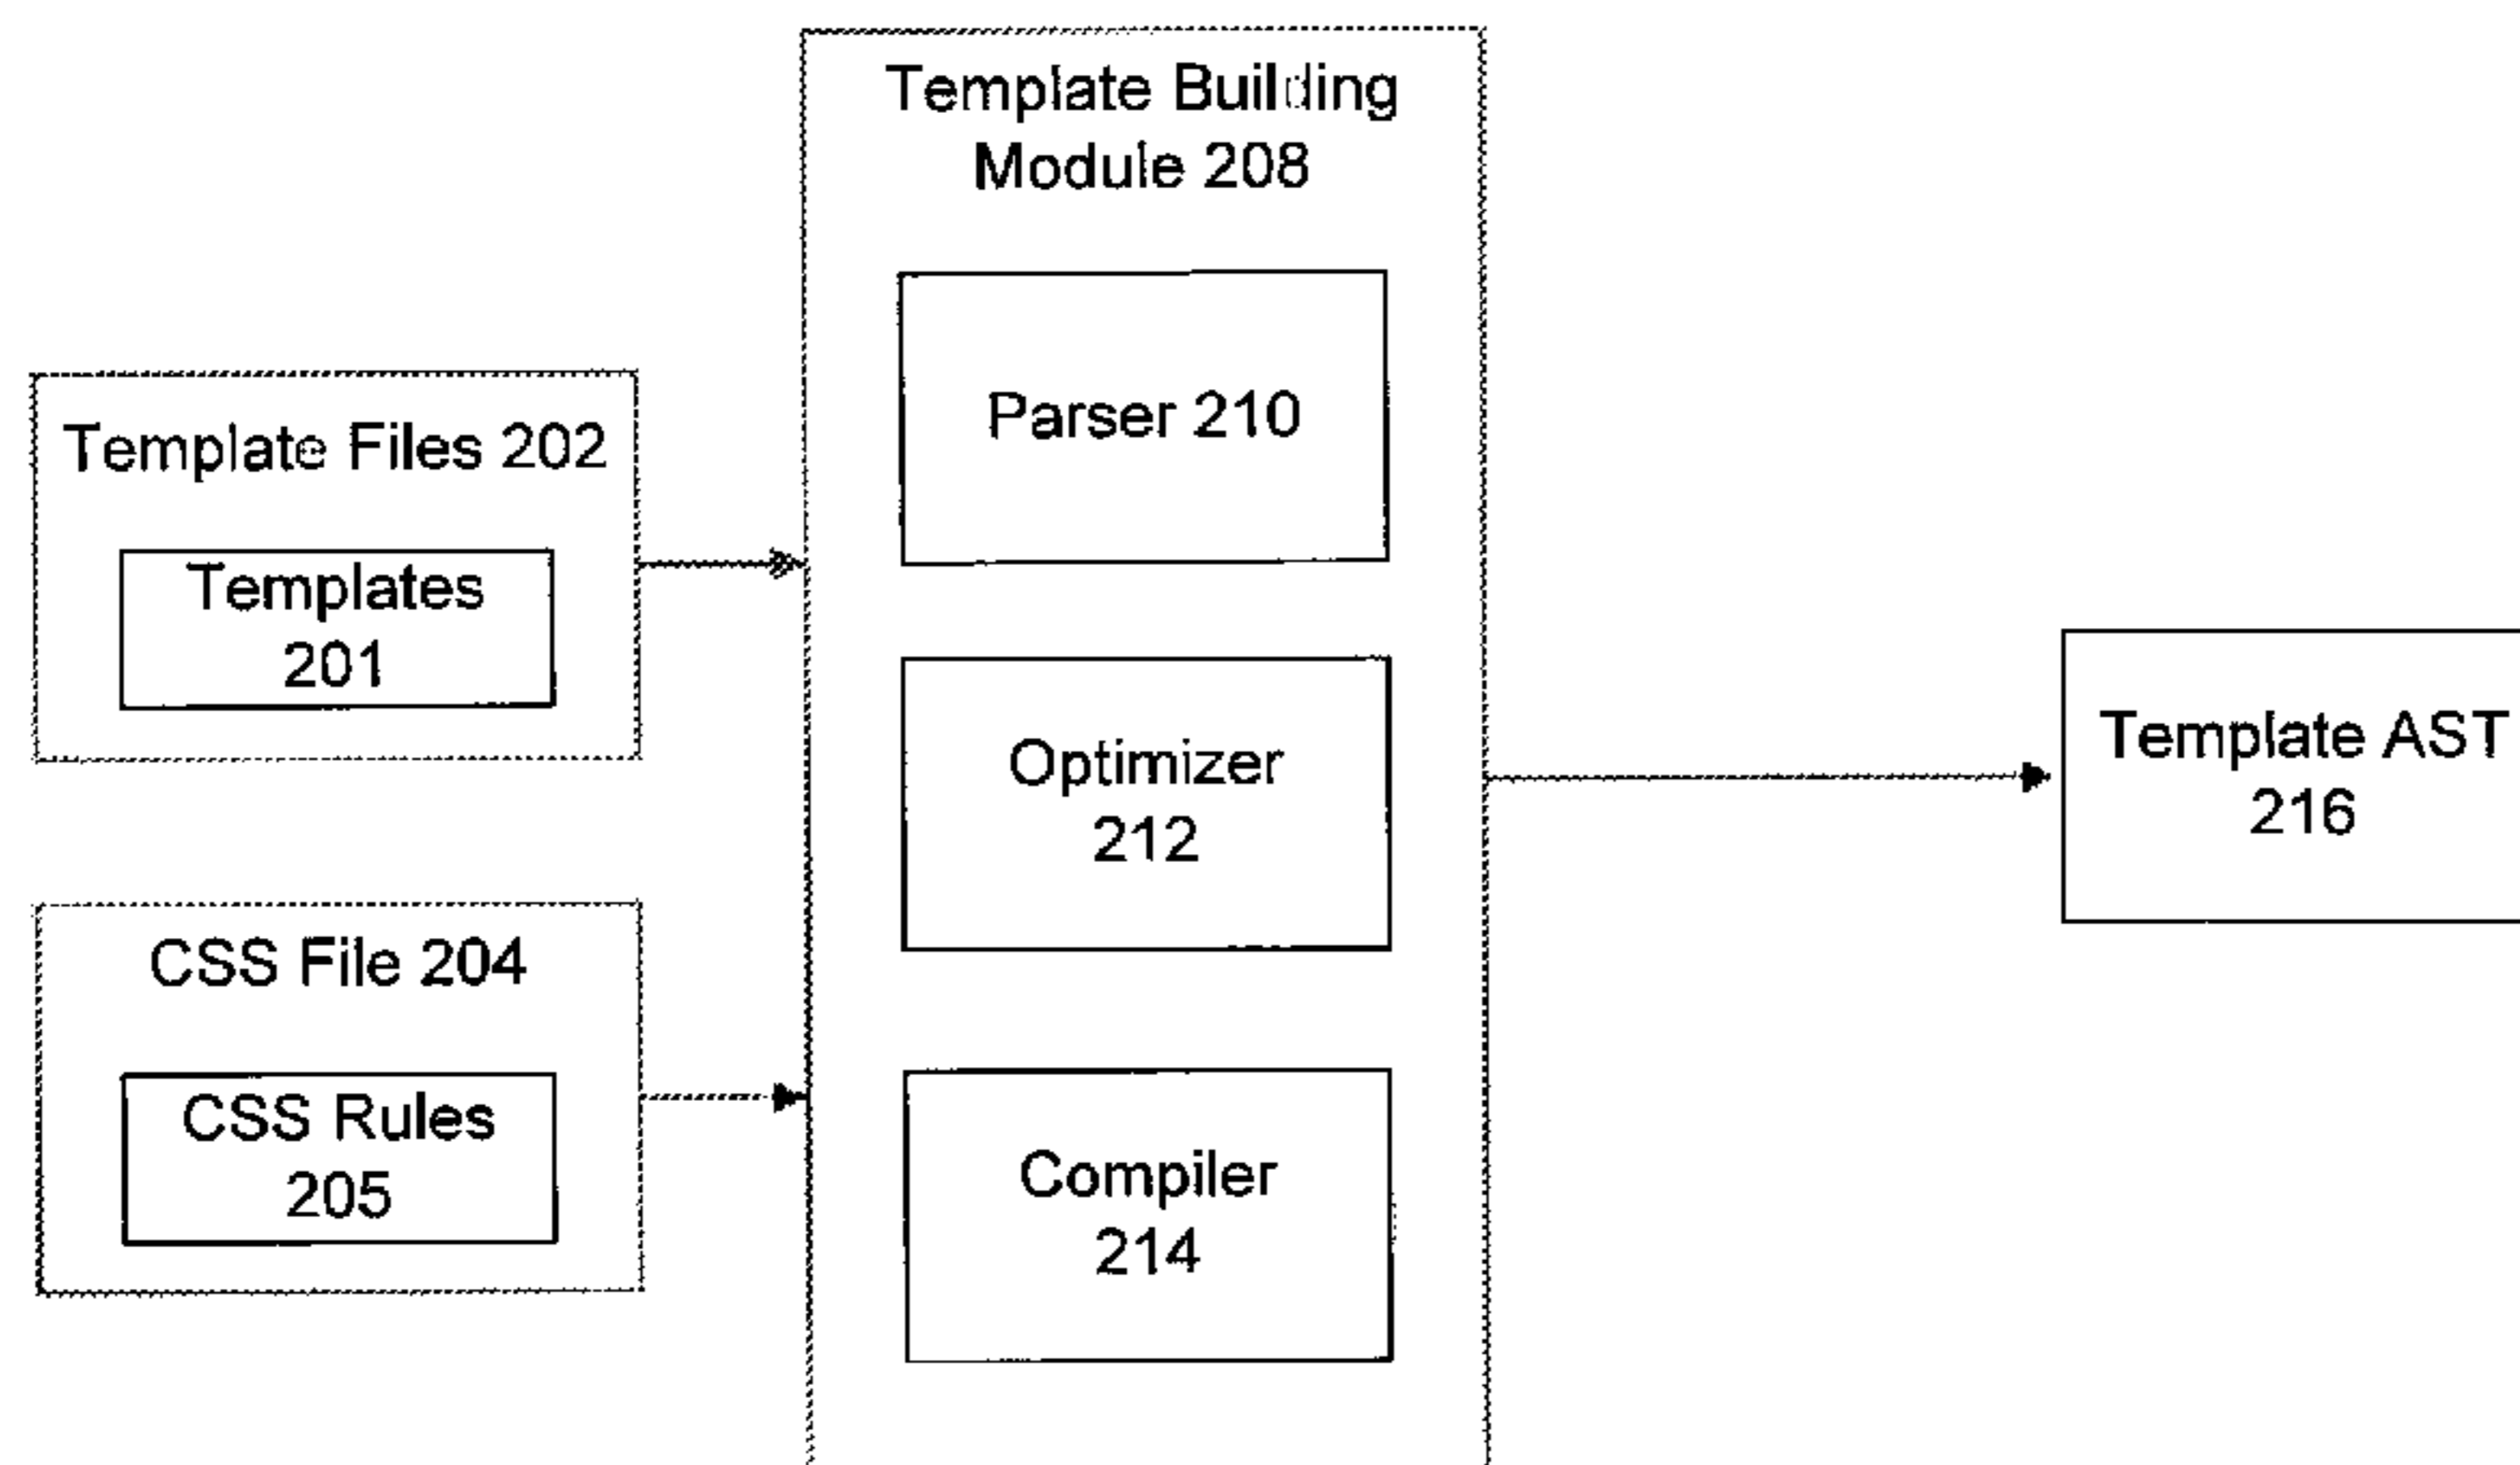 Template Building
Module 208
Parser 210
Template Files 202
Templates
201
Optimizer
212
Template AST
216
CSS File 204
CSS Rules
205
Compiler
214